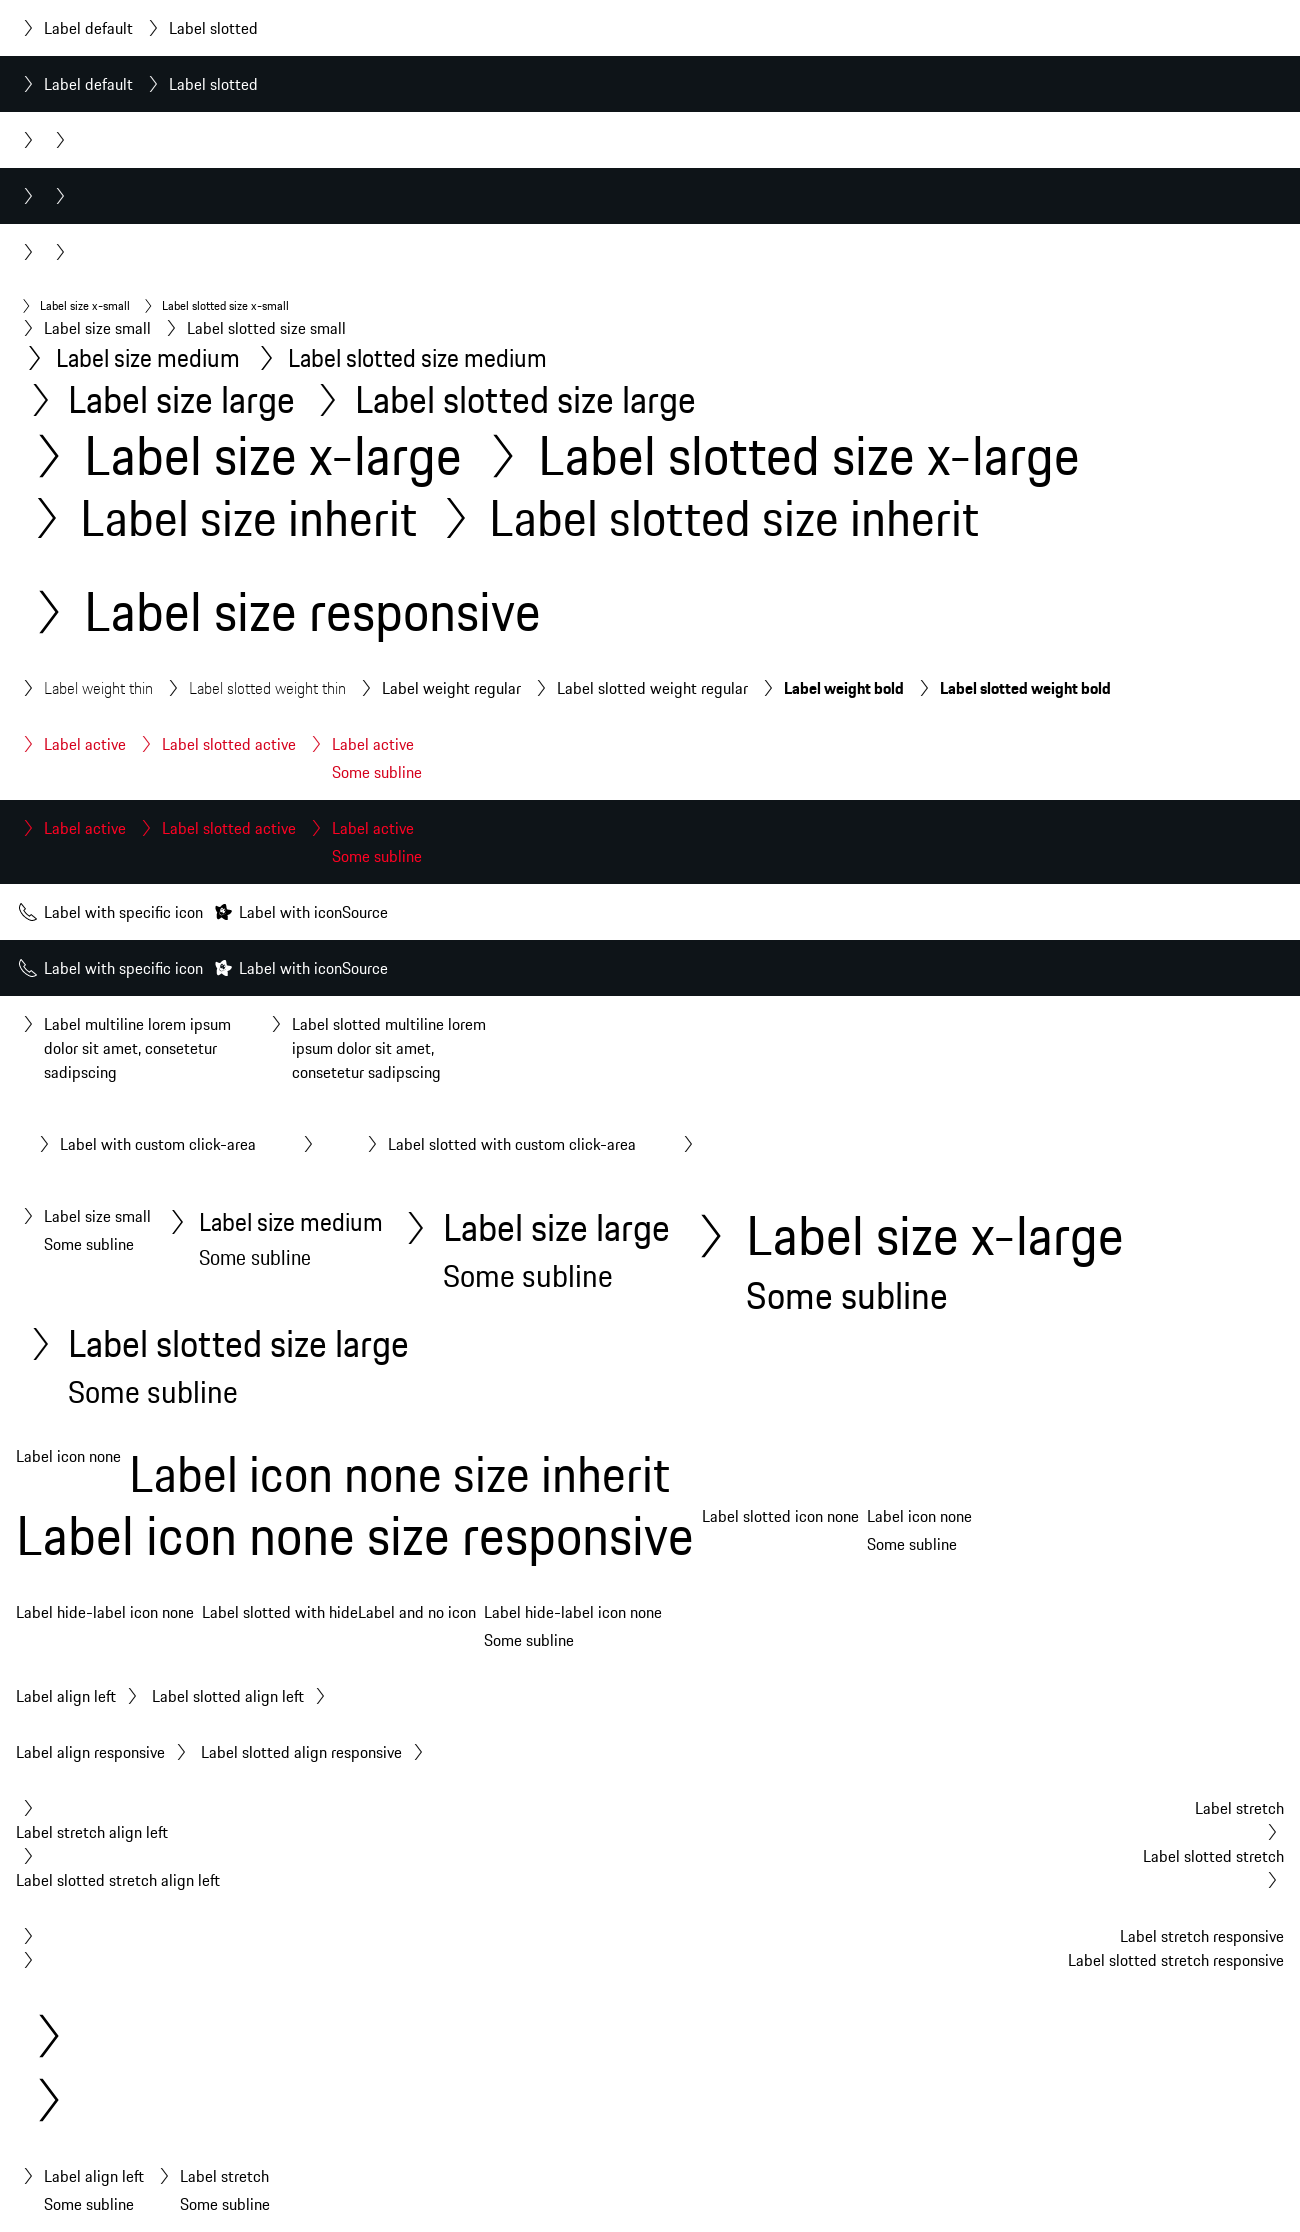 Label default Label slotted
Label default Label slotted
Label size x-small Label slotted size x-small
Label size small Label slotted size small
Label size medium Label slotted size medium
Label size large Label slotted size large
Label size x-large Label slotted size x-large
Label size inherit Label slotted size inherit
Label size responsive
Label weight thin Label slotted weight thin Label weight regular Label slotted weight regular Label weight bold Label slotted weight bold
Label active Label slotted active Label active
Some subline
Label active Label slotted active Label active
Some subline
Label with specific icon Label with iconSource
Label with specific icon Label with iconSource
Label multiline lorem ipsum
dolor sit amet, consetetur
sadipscing
Label slotted multiline lorem
ipsum dolor sit amet,
consetetur sadipscing
Label with custom click-area Label slotted with custom click-area
Label size small
Some subline
Label size medium
Some subline
Label size large
Some subline
Label size x-large
Some subline
Label slotted size large
Some subline
Label icon none Label icon none size inherit
Label icon none size responsive Label slotted icon none Label icon none
Some subline
Label hide-label icon none Label slotted with hideLabel and no icon Label hide-label icon none
Some subline
Label align left Label slotted align left
Label align responsive Label slotted align responsive
Label stretch
Label stretch align left
Label slotted stretch
Label slotted stretch align left
Label stretch responsive
Label slotted stretch responsive
Label align left Label stretch
Some subline Some subline